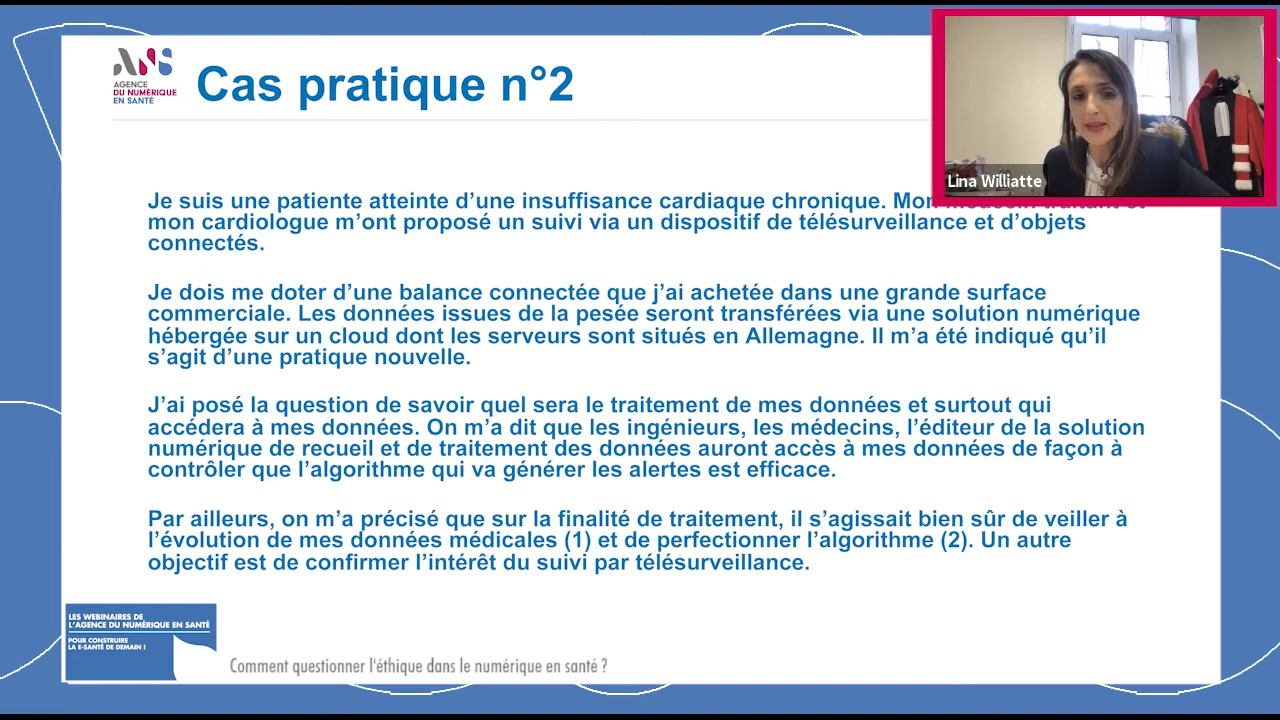 ANS
AGENCE
DU NUMÉRIQUE
EN SANTÉ
Cas pratique n°2
Lina Williatte
Je suis une patiente atteinte d’une insuffisance cardiaque chronique.
mon cardiologue m’ont proposé un suivi via un dispositif de télésurveillance et d’objets
connectés.
Je dois me doter d’une balance connectée que j’ai achetée dans une grande surface
commerciale. Les données issues de la pesée seront transférées via une solution numérique
hébergée sur un cloud dont les serveurs sont situés en Allemagne. Il m’a été indiqué qu’il
s’agit d’une pratique nouvelle.
J’ai posé la question de savoir quel sera le traitement de mes données et surtout qui
accédera à mes données. On m’a dit que les ingénieurs, les médecins, l’éditeur de la solution
numérique de recueil et de traitement des données auront accès à mes données de façon à
contrôler que l’algorithme qui va générer les alertes est efficace.
Par ailleurs, on m’a précisé que sur la finalité de traitement, il s’agissait bien sûr de veiller à
l’évolution de mes données médicales (1) et de perfectionner l’algorithme (2). Un autre
objectif est de confirmer l’intérêt du suivi par télésurveillance.
LES WEBINAIRES DE
L'AGENCE DU NUMÉRIQUE EN SANTÉ
POUR CONSTRUIRE
LA E-SANTÉ DE DEMAIN !
Comment questionner l'éthique dans le numérique en santé ?